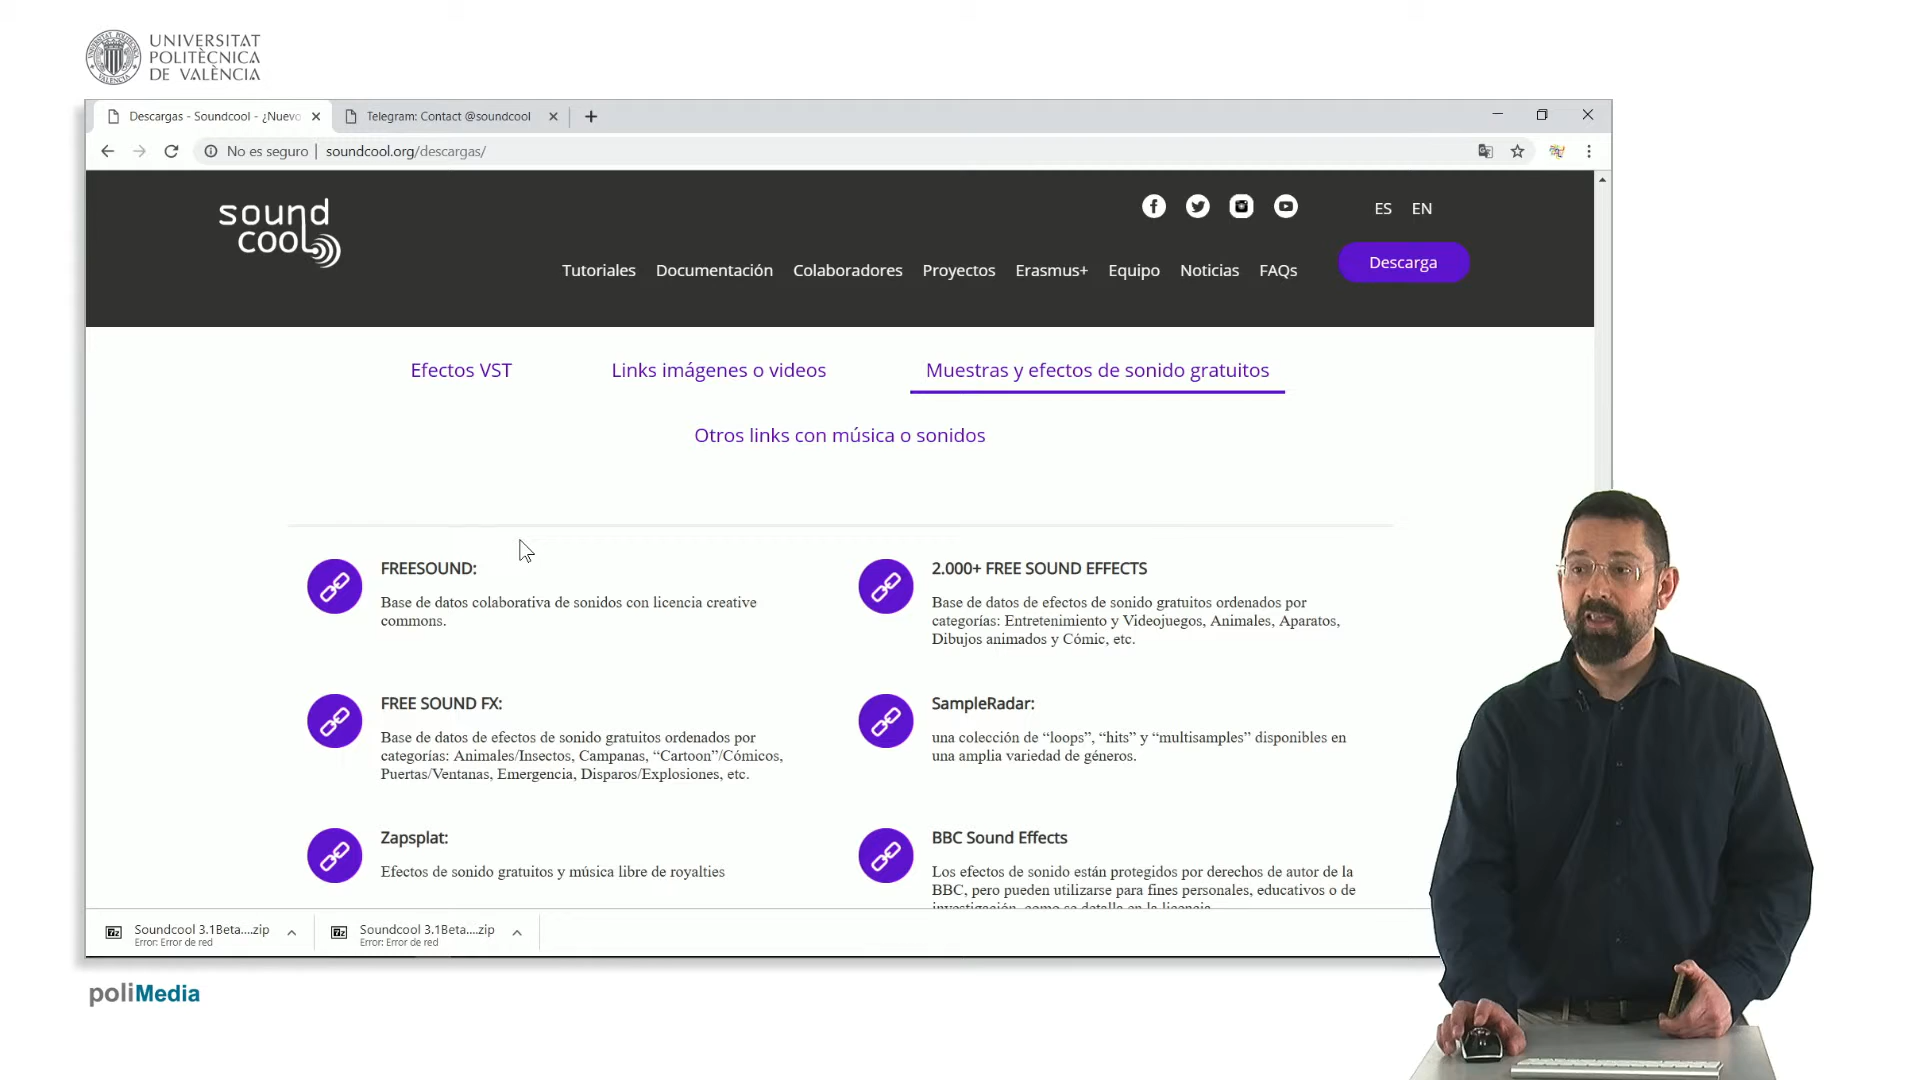 UNIVERSITAT
POLITÈCNICA
DE VALÈNCIA
Descargas - Soundcool - ¿Nuevo
Telegram: Contact @soundcool
No es seguro | soundcool.org/descargas/
sound
cool
ES EN
Tutoriales Documentación Colaboradores Proyectos Erasmus+ Equipo Noticias FAQs Descarga
Efectos VST Links imágenes o videos Muestras y efectos de sonido gratuitos
Otros links con música o sonidos
FREESOUND:
Base de datos colaborativa de sonidos con licencia creative
commons.
2.000+ FREE SOUND EFFECTS
Base de datos de efectos de sonido gratuitos ordenados por
categorías: Entretenimiento y Videojuegos, Animales, Aparatos,
Dibujos animados y Cómic, etc.
FREE SOUND FX:
Base de datos de efectos de sonido gratuitos ordenados por
categorías: Animales/Insectos, Campanas, “Cartoon”/Cómicos,
Puertas/Ventanas, Emergencia, Disparos/Explosiones, etc.
SampleRadar:
una colección de “loops”, “hits” y “multisamples” disponibles en
una amplia variedad de géneros.
Zapsplat:
Efectos de sonido gratuitos y música libre de royalties
BBC Sound Effects
Los efectos de sonido están protegidos por derechos de autor de la
BBC, pero pueden utilizarse para fines personales, educativos o de
investigación, como se detalla en la licencia.
Soundcool 3.1Beta....zip
Error: Error de red
Soundcool 3.1Beta....zip
Error: Error de red
poliMedia